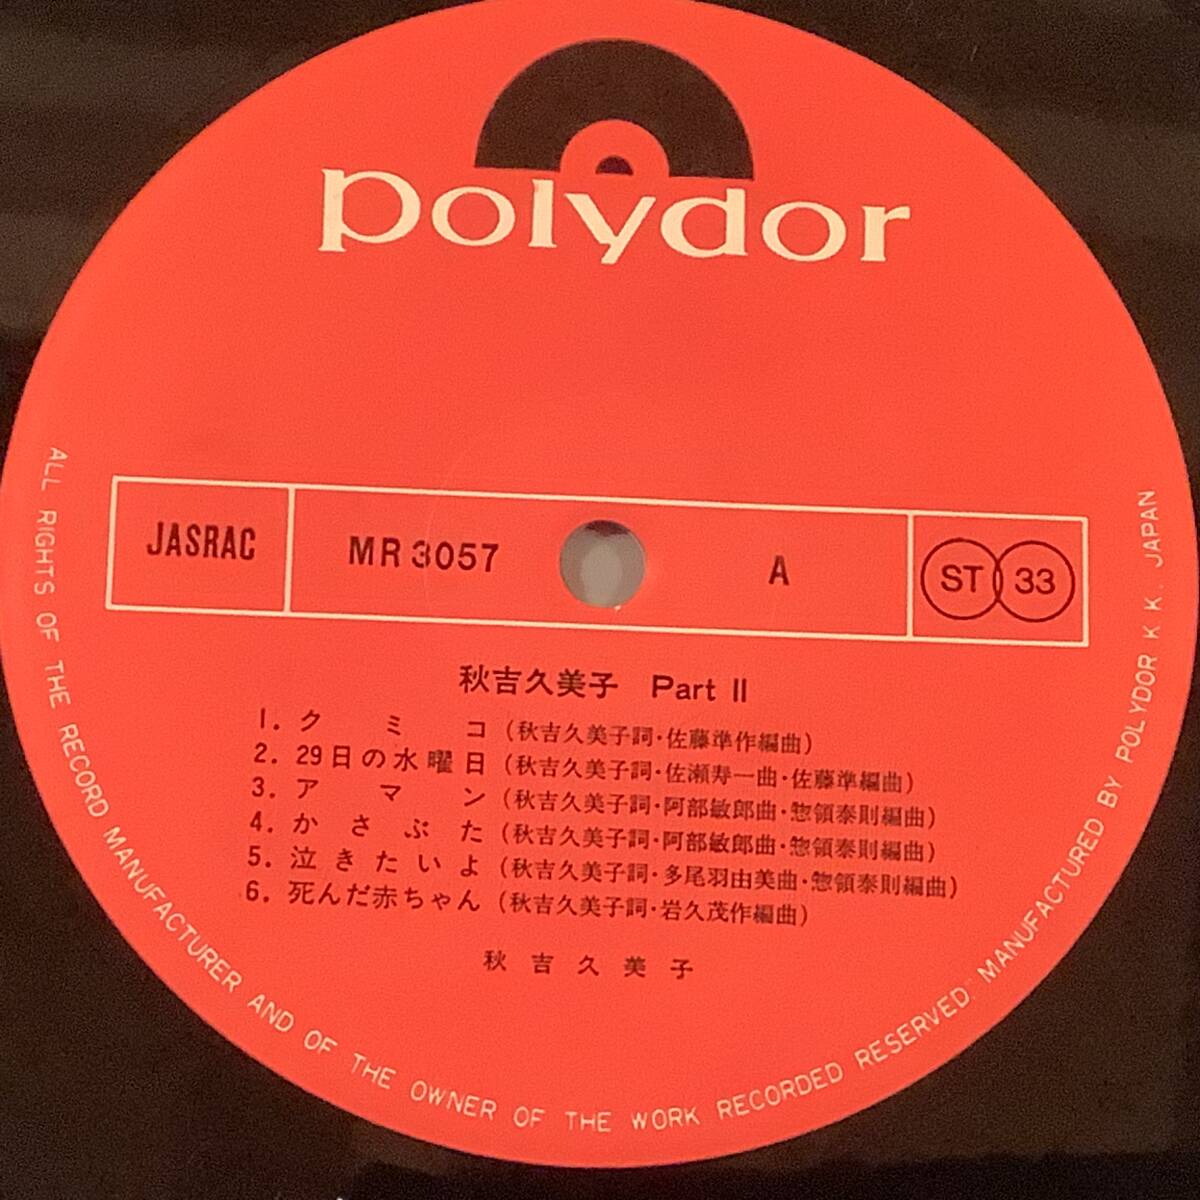 polydor
JASRAC MR 3057 A ST 33
秋吉久美子 Part II
1. クミコ (秋吉久美子詞・佐藤準作編曲)
2. 29日の水曜日 (秋吉久美子詞・佐瀬寿一曲・佐藤準編曲)
3. アマン (秋吉久美子詞・阿部敏郎曲・惣領泰則編曲)
4. かさぶた (秋吉久美子詞・阿部敏郎曲・惣領泰則編曲)
5. 泣きたいよ (秋吉久美子詞・多尾羽由美曲・惣領泰則編曲)
6. 死んだ赤ちゃん (秋吉久美子詞・岩久茂作編曲)
秋吉久美子
ALL RIGHTS OF THE RECORD MANUFACTURER AND OF THE OWNER OF THE WORK RECORDED RESERVED. MANUFACTURED BY POLYDOR K K. JAPAN